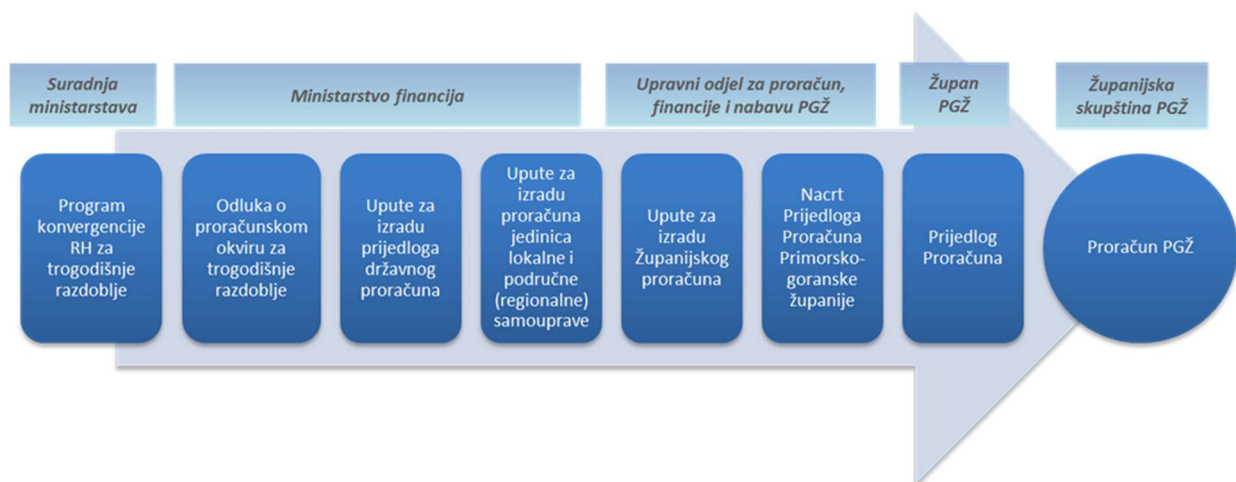 Suradnja
ministarstava
Ministarstvo financija
Upravni odjel za proračun,
financije i nabavu PGŽ
Župan
PGŽ
Županijska
skupština PGŽ
Program
konvergencije
RH za
trogodišnje
razdoblje
Odluka o
proračunskom
okviru za
trogodišnje
razdoblje
Upute za
izradu
prijedloga
državnog
proračuna
Upute za
izradu
proračuna
jedinica
lokalne i
područne
(regionalne)
samouprave
Upute za
izradu
Županijskog
proračuna
Nacrt
Prijedloga
Proračuna
Primorsko-
goranske
županije
Prijedlog
Proračuna
Proračun PGŽ